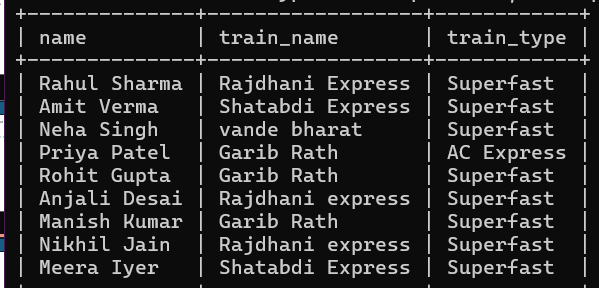 name | train_name | train_type
Rahul Sharma | Rajdhani Express | Superfast
Amit Verma | Shatabdi Express | Superfast
Neha Singh | vande bharat | Superfast
Priya Patel | Garib Rath | AC Express
Rohit Gupta | Garib Rath | Superfast
Anjali Desai | Rajdhani express | Superfast
Manish Kumar | Garib Rath | Superfast
Nikhil Jain | Rajdhani express | Superfast
Meera Iyer | Shatabdi Express | Superfast